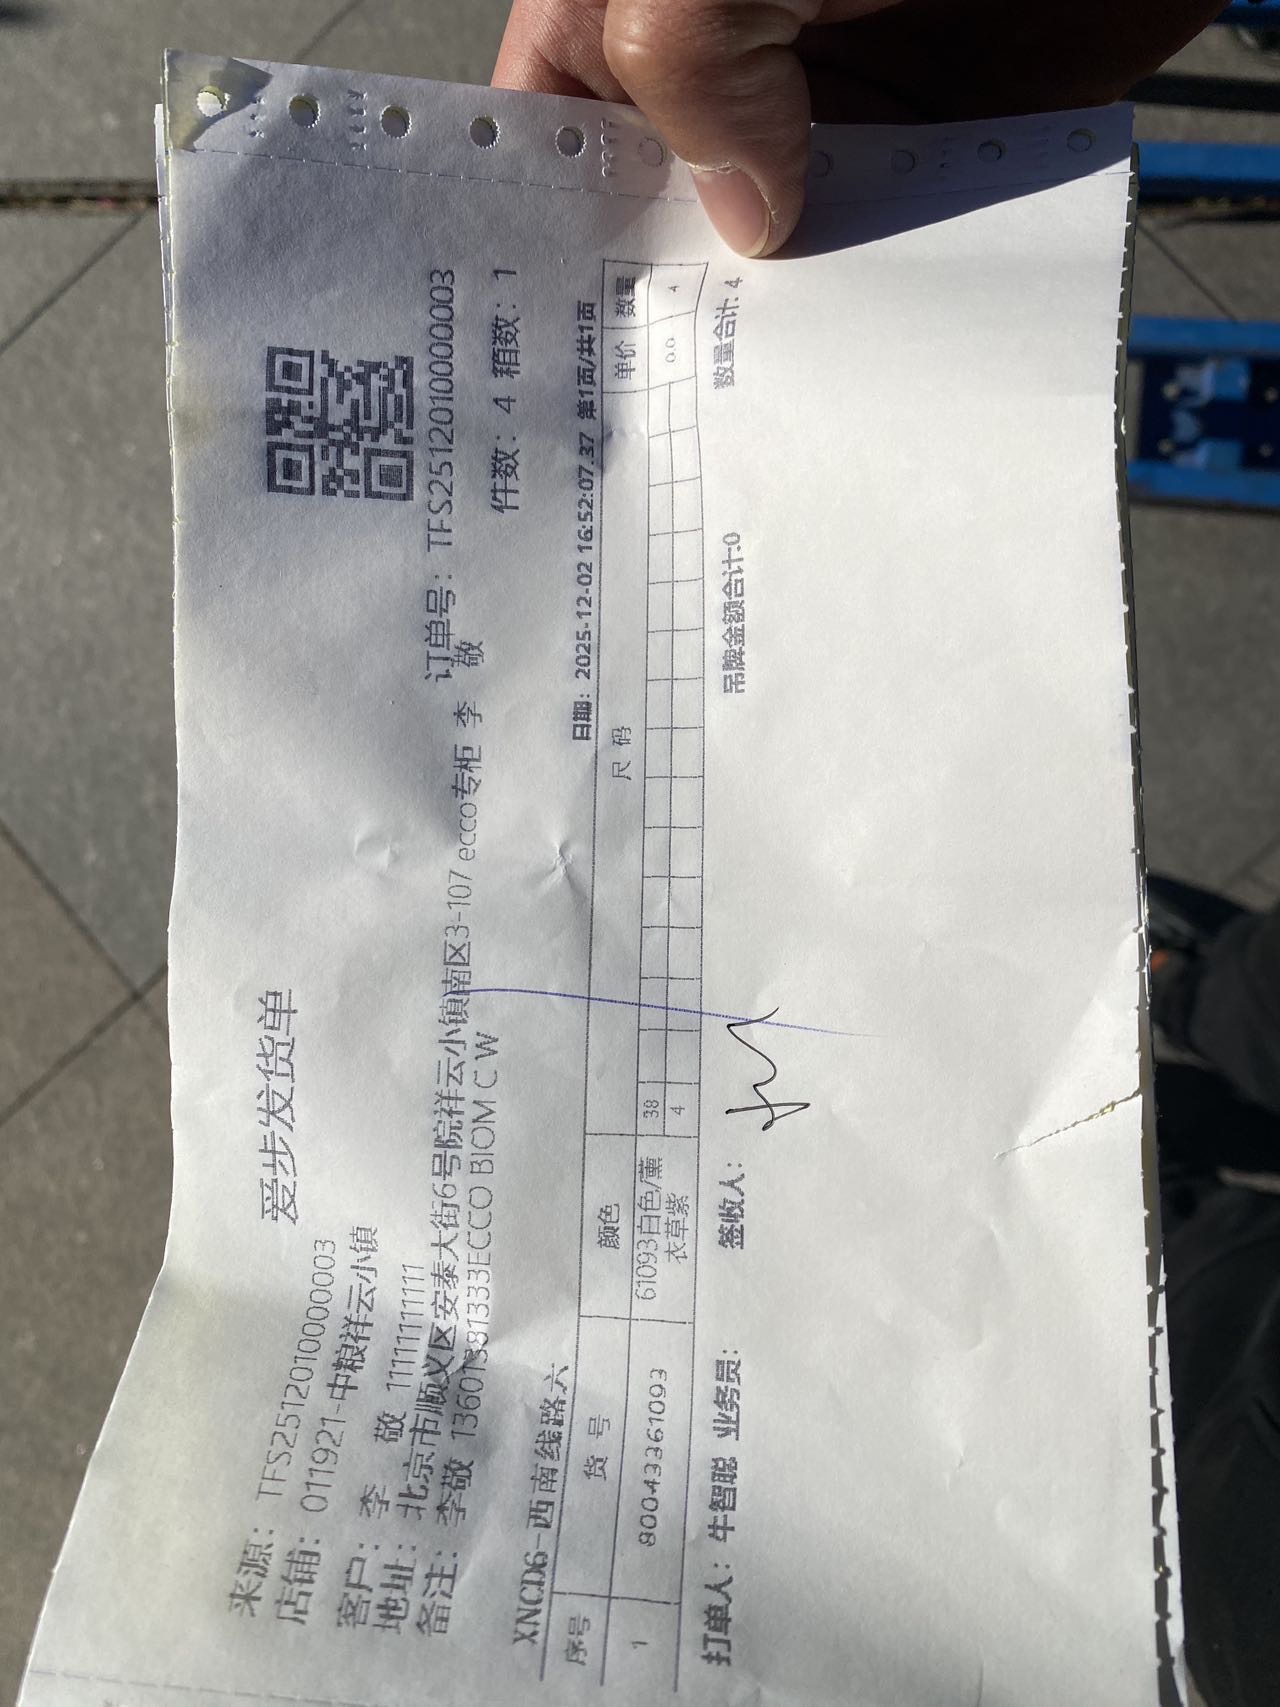 爱步发货单
来源：TFS251201000003
店铺：011921-中粮祥云小镇
订单号：TFS251201000003
客户：李 敬 11111111111
件数：4 箱数：1
地址：北京市顺义区安泰大街6号院祥云小镇南区3-107 ecco专柜 李 敬
备注：李敬 13601381333ECCO BIOM C W
XNCD6-西南线路六
日期：2025-12-02 16:52:07.37 第1页/共1页
序号 货号 颜色 尺码 单价 数量
1 80043361093 61093白色/薰衣草紫 38 0.0 4
4
打单人：牛智聪 业务员： 签收人： 吊牌金额合计:0 数量合计: 4